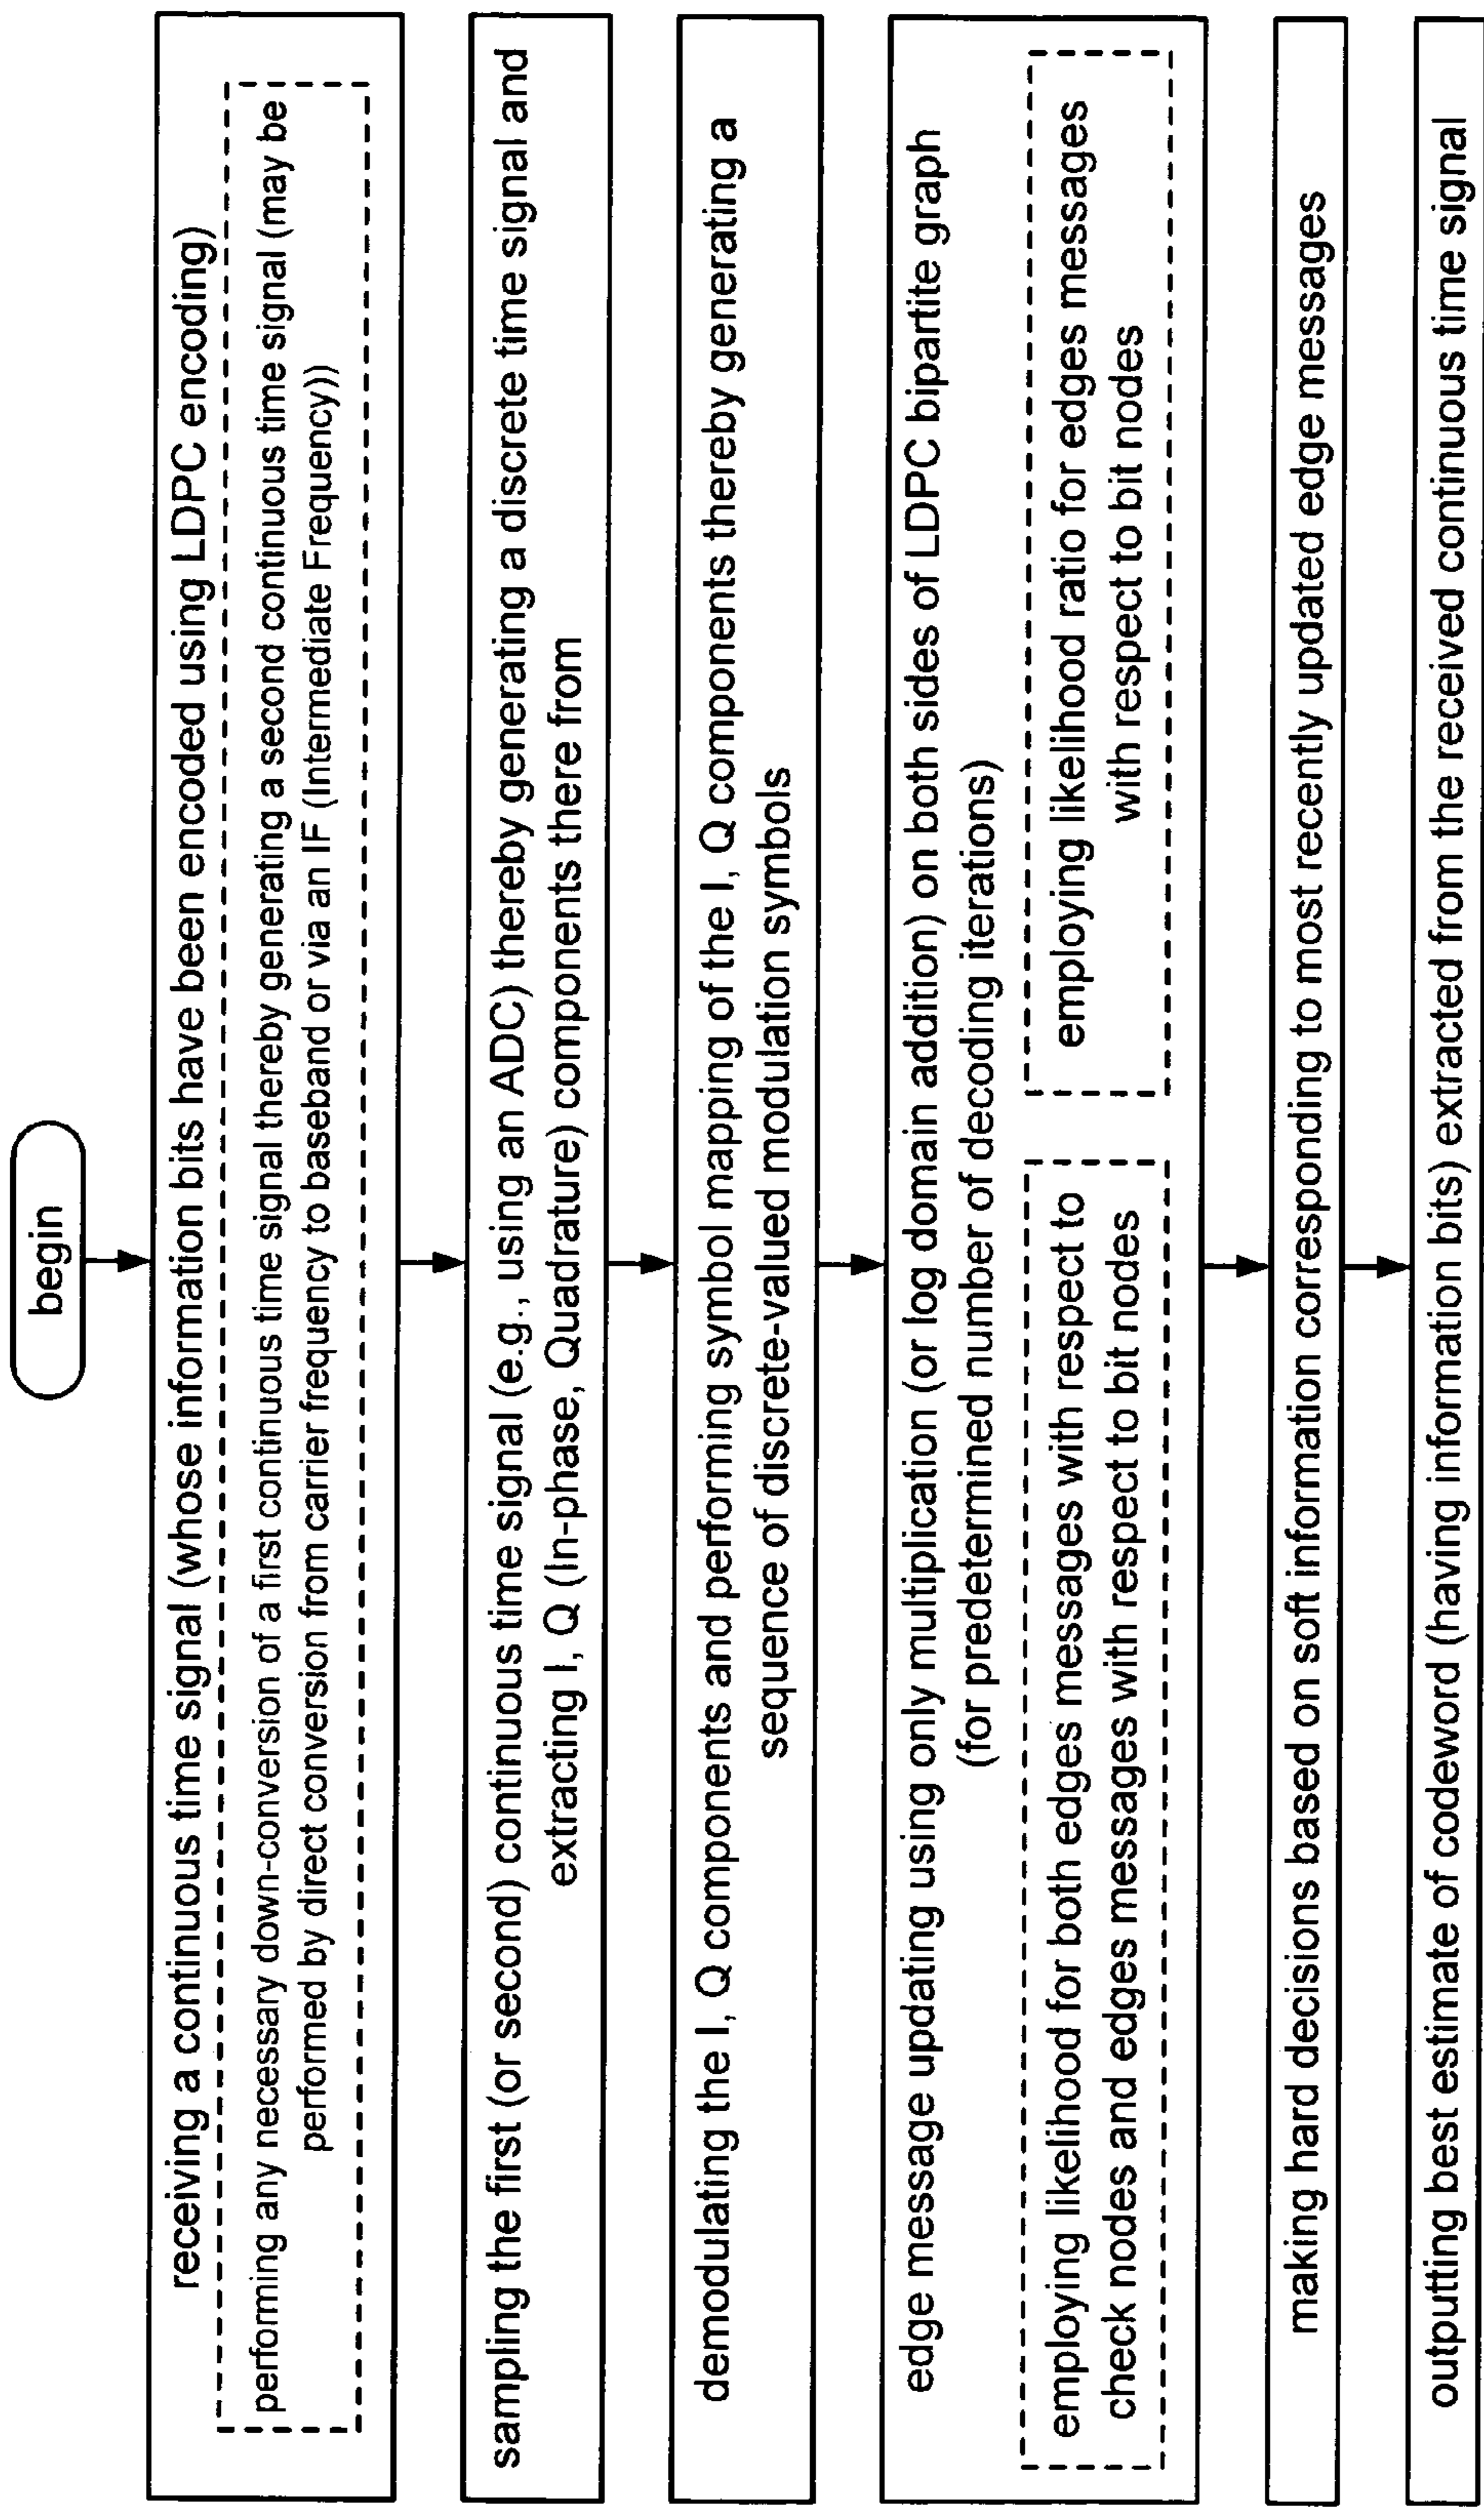 begin
receiving a continuous time signal (whose information bits have been encoded using LDPC encoding)
performing any necessary down-conversion of a first continuous time signal thereby generating a second continuous time signal (may be
performed by direct conversion from carrier frequency to baseband or via an IF (Intermediate Frequency))
sampling the first (or second) continuous time signal (e.g., using an ADC) thereby generating a discrete time signal and
extracting I, Q (In-phase, Quadrature) components there from
demodulating the I, Q components and performing symbol mapping of the I, Q components thereby generating a
sequence of discrete-valued modulation symbols
edge message updating using only multiplication (or log domain addition) on both sides of LDPC bipartite graph
(for predetermined number of decoding iterations)
employing likelihood for both edges messages with respect to
check nodes and edges messages with respect to bit nodes
employing likelihood ratio for edges messages
with respect to bit nodes
making hard decisions based on soft information corresponding to most recently updated edge messages
outputting best estimate of codeword (having information bits) extracted from the received continuous time signal